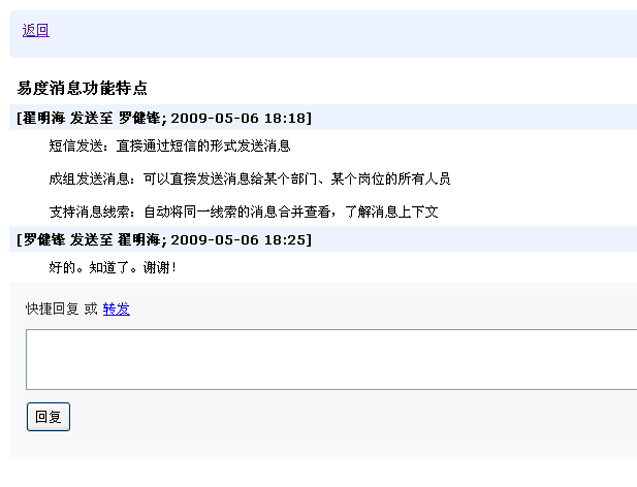 返回
易度消息功能特点
[翟明海 发送至 罗健锋; 2009-05-06 18:18]
短信发送：直接通过短信的形式发送消息
成组发送消息：可以直接发送消息给某个部门、某个岗位的所有人员
支持消息线索：自动将同一线索的消息合并查看，了解消息上下文
[罗健锋 发送至 翟明海; 2009-05-06 18:25]
好的。知道了。谢谢！
快捷回复 或 转发
回复